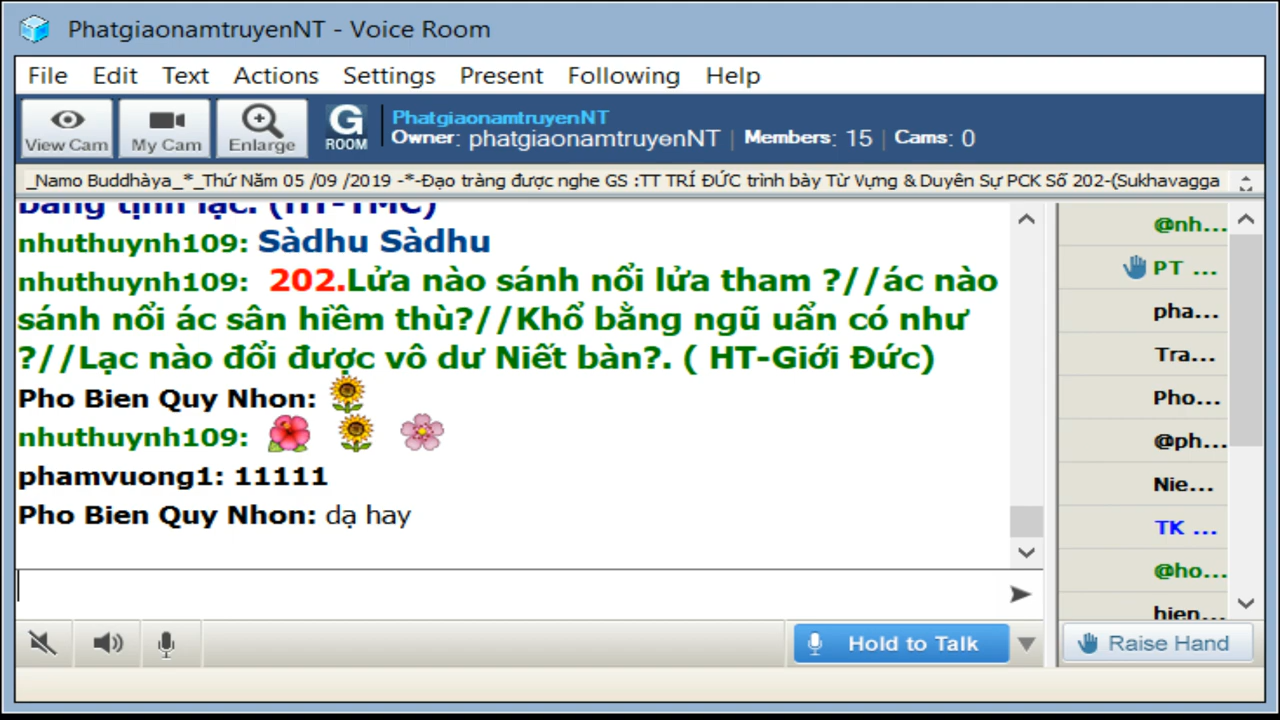 PhatgiaonamtruyenNT - Voice Room
File Edit Text Actions Settings Present Following Help
View Cam My Cam Enlarge G ROOM
PhatgiaonamtruyenNT
Owner: phatgiaonamtruyenNT | Members: 15 | Cams: 0
_Namo Buddhàya_*_Thứ Năm 05 /09 /2019 -*-Đạo tràng được nghe GS :TT TRÍ ĐỨC trình bày Từ Vựng & Duyên Sự PCK Số 202-(Sukhavagga
bằng tịnh lạc. (HT-TMC)
nhuthuynh109: Sàdhu Sàdhu
nhuthuynh109: 202.Lửa nào sánh nổi lửa tham ?//ác nào
sánh nổi ác sân hiềm thù?//Khổ bằng ngũ uẩn có như
?//Lạc nào đổi được vô dư Niết bàn?. ( HT-Giới Đức)
Pho Bien Quy Nhon:
nhuthuynh109:
phamvuong1: 11111
Pho Bien Quy Nhon: dạ hay
@nh...
PT ...
pha...
Tra...
Pho...
@ph...
Nie...
TK ...
@ho...
hien...
Hold to Talk
Raise Hand